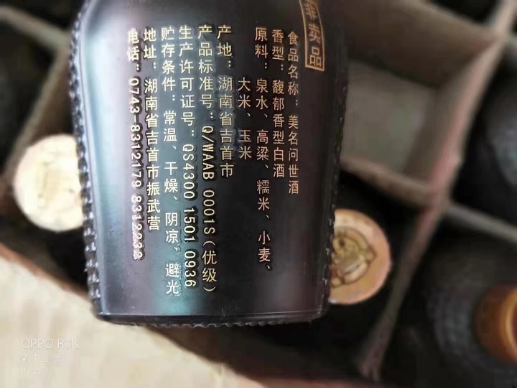 非卖品
食品名称：美名问世酒
香型：馥郁香型白酒
原料：泉水、高粱、糯米、小麦、
大米、玉米
产地：湖南省吉首市
产品标准号：Q/WAAB 0001S（优级）
生产许可证号：QS4300 1501 0936
贮存条件：常温、干燥、阴凉、避光
地址：湖南省吉首市振武营
电话：0743-8312179